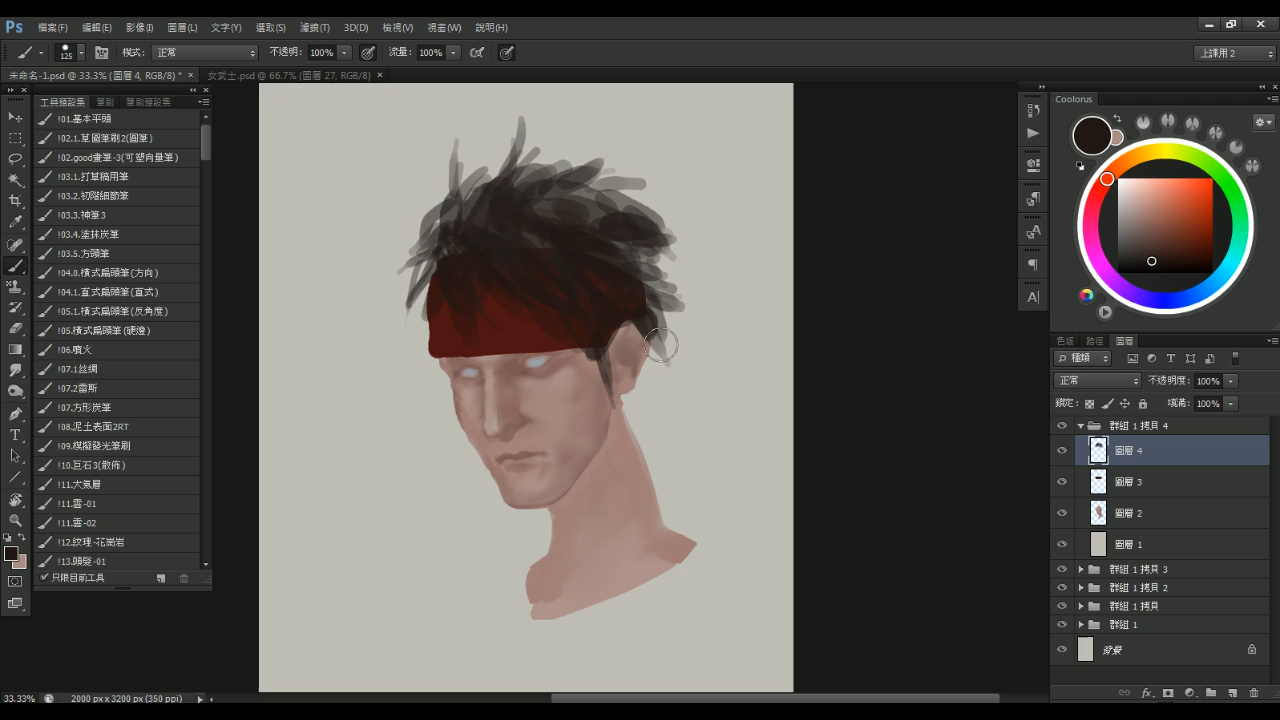 Ps 檔案(F) 編輯(E) 影像(I) 圖層(L) 文字(Y) 選取(S) 濾鏡(T) 3D(D) 檢視(V) 視窗(W) 說明(H)
125 模式: 正常 不透明: 100% 流量: 100% 上課用 2
未命名-1.psd @ 33.3% (圖層 4, RGB/8) * × 女武士.psd @ 66.7% (圖層 27, RGB/8) ×
工具預設集 筆刷 筆刷預設集
!01.基本平頭
!02.1.草圖筆刷2(圓筆)
!02.good畫筆-3(可塑向量筆)
!03.1.打草稿用筆
!03.2.初階細節筆
!03.3.神筆3
!03.4.塗抹炭筆
!03.5.方頭筆
!04.0.橫式扁頭筆(方向)
!04.1.直式扁頭筆(直式)
!05.1.橫式扁頭筆(反角度)
!05.橫式扁頭筆(硬邊)
!06.噴火
!07.1絲綢
!07.2雷斯
!07.方形炭筆
!08.泥土表面2RT
!09.模擬發光筆刷
!10.巨石3(散佈)
!11.大氣層
!11.雲-01
!11.雲-02
!12.紋理-花崗岩
!13.頭髮-01
只限目前工具
Coolorus
色版 路徑 圖層
種類
正常 不透明度: 100%
鎖定: 填滿: 100%
群組 1 拷貝 4
圖層 4
圖層 3
圖層 2
圖層 1
群組 1 拷貝 3
群組 1 拷貝 2
群組 1 拷貝
群組 1
背景
33.33% 2000 px x 3200 px (350 ppi)